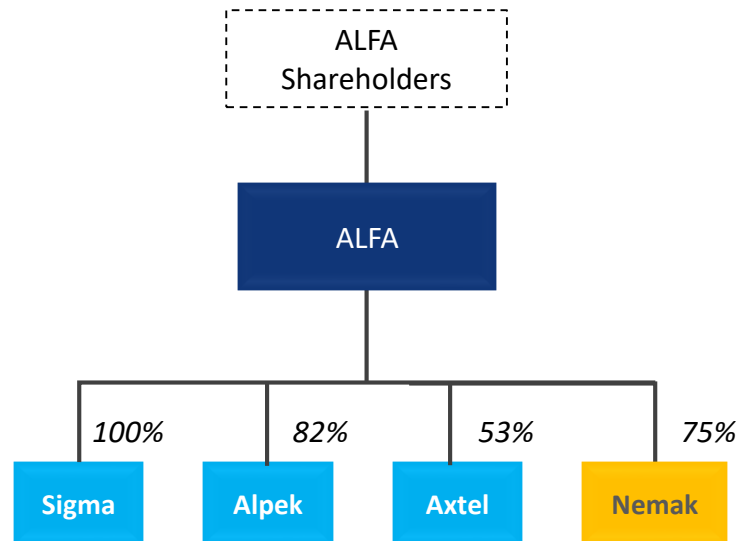 ALFA
Shareholders
ALFA
100%
82%
53%
75%
Sigma
Alpek
Axtel
Nemak